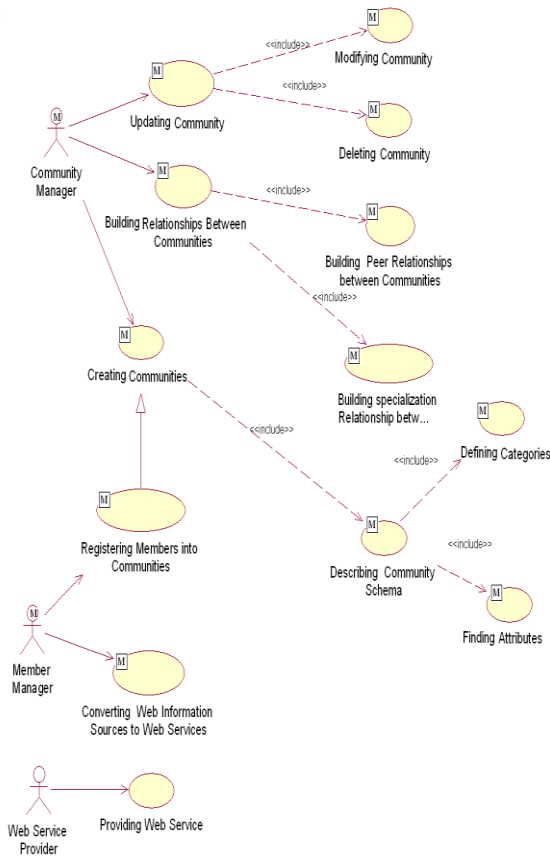 <<include>>
M
Modifying Community
M
Updating Community
<<include>>
M
Deleting Community
M
Community
Manager
M
Building Relationships Between
Communities
<<include>>
M
Building Peer Relationships
between Communities
<<include>>
M
Creating Communities
M
Building specialization
Relationship betw...
<<include>>
M
Defining Categories
<<include>>
M
Registering Members into
Communities
M
Describing Community
Schema
<<include>>
M
Finding Attributes
M
Member
Manager
M
Converting Web Information
Sources to Web Services
Web Service
Provider
Providing Web Service